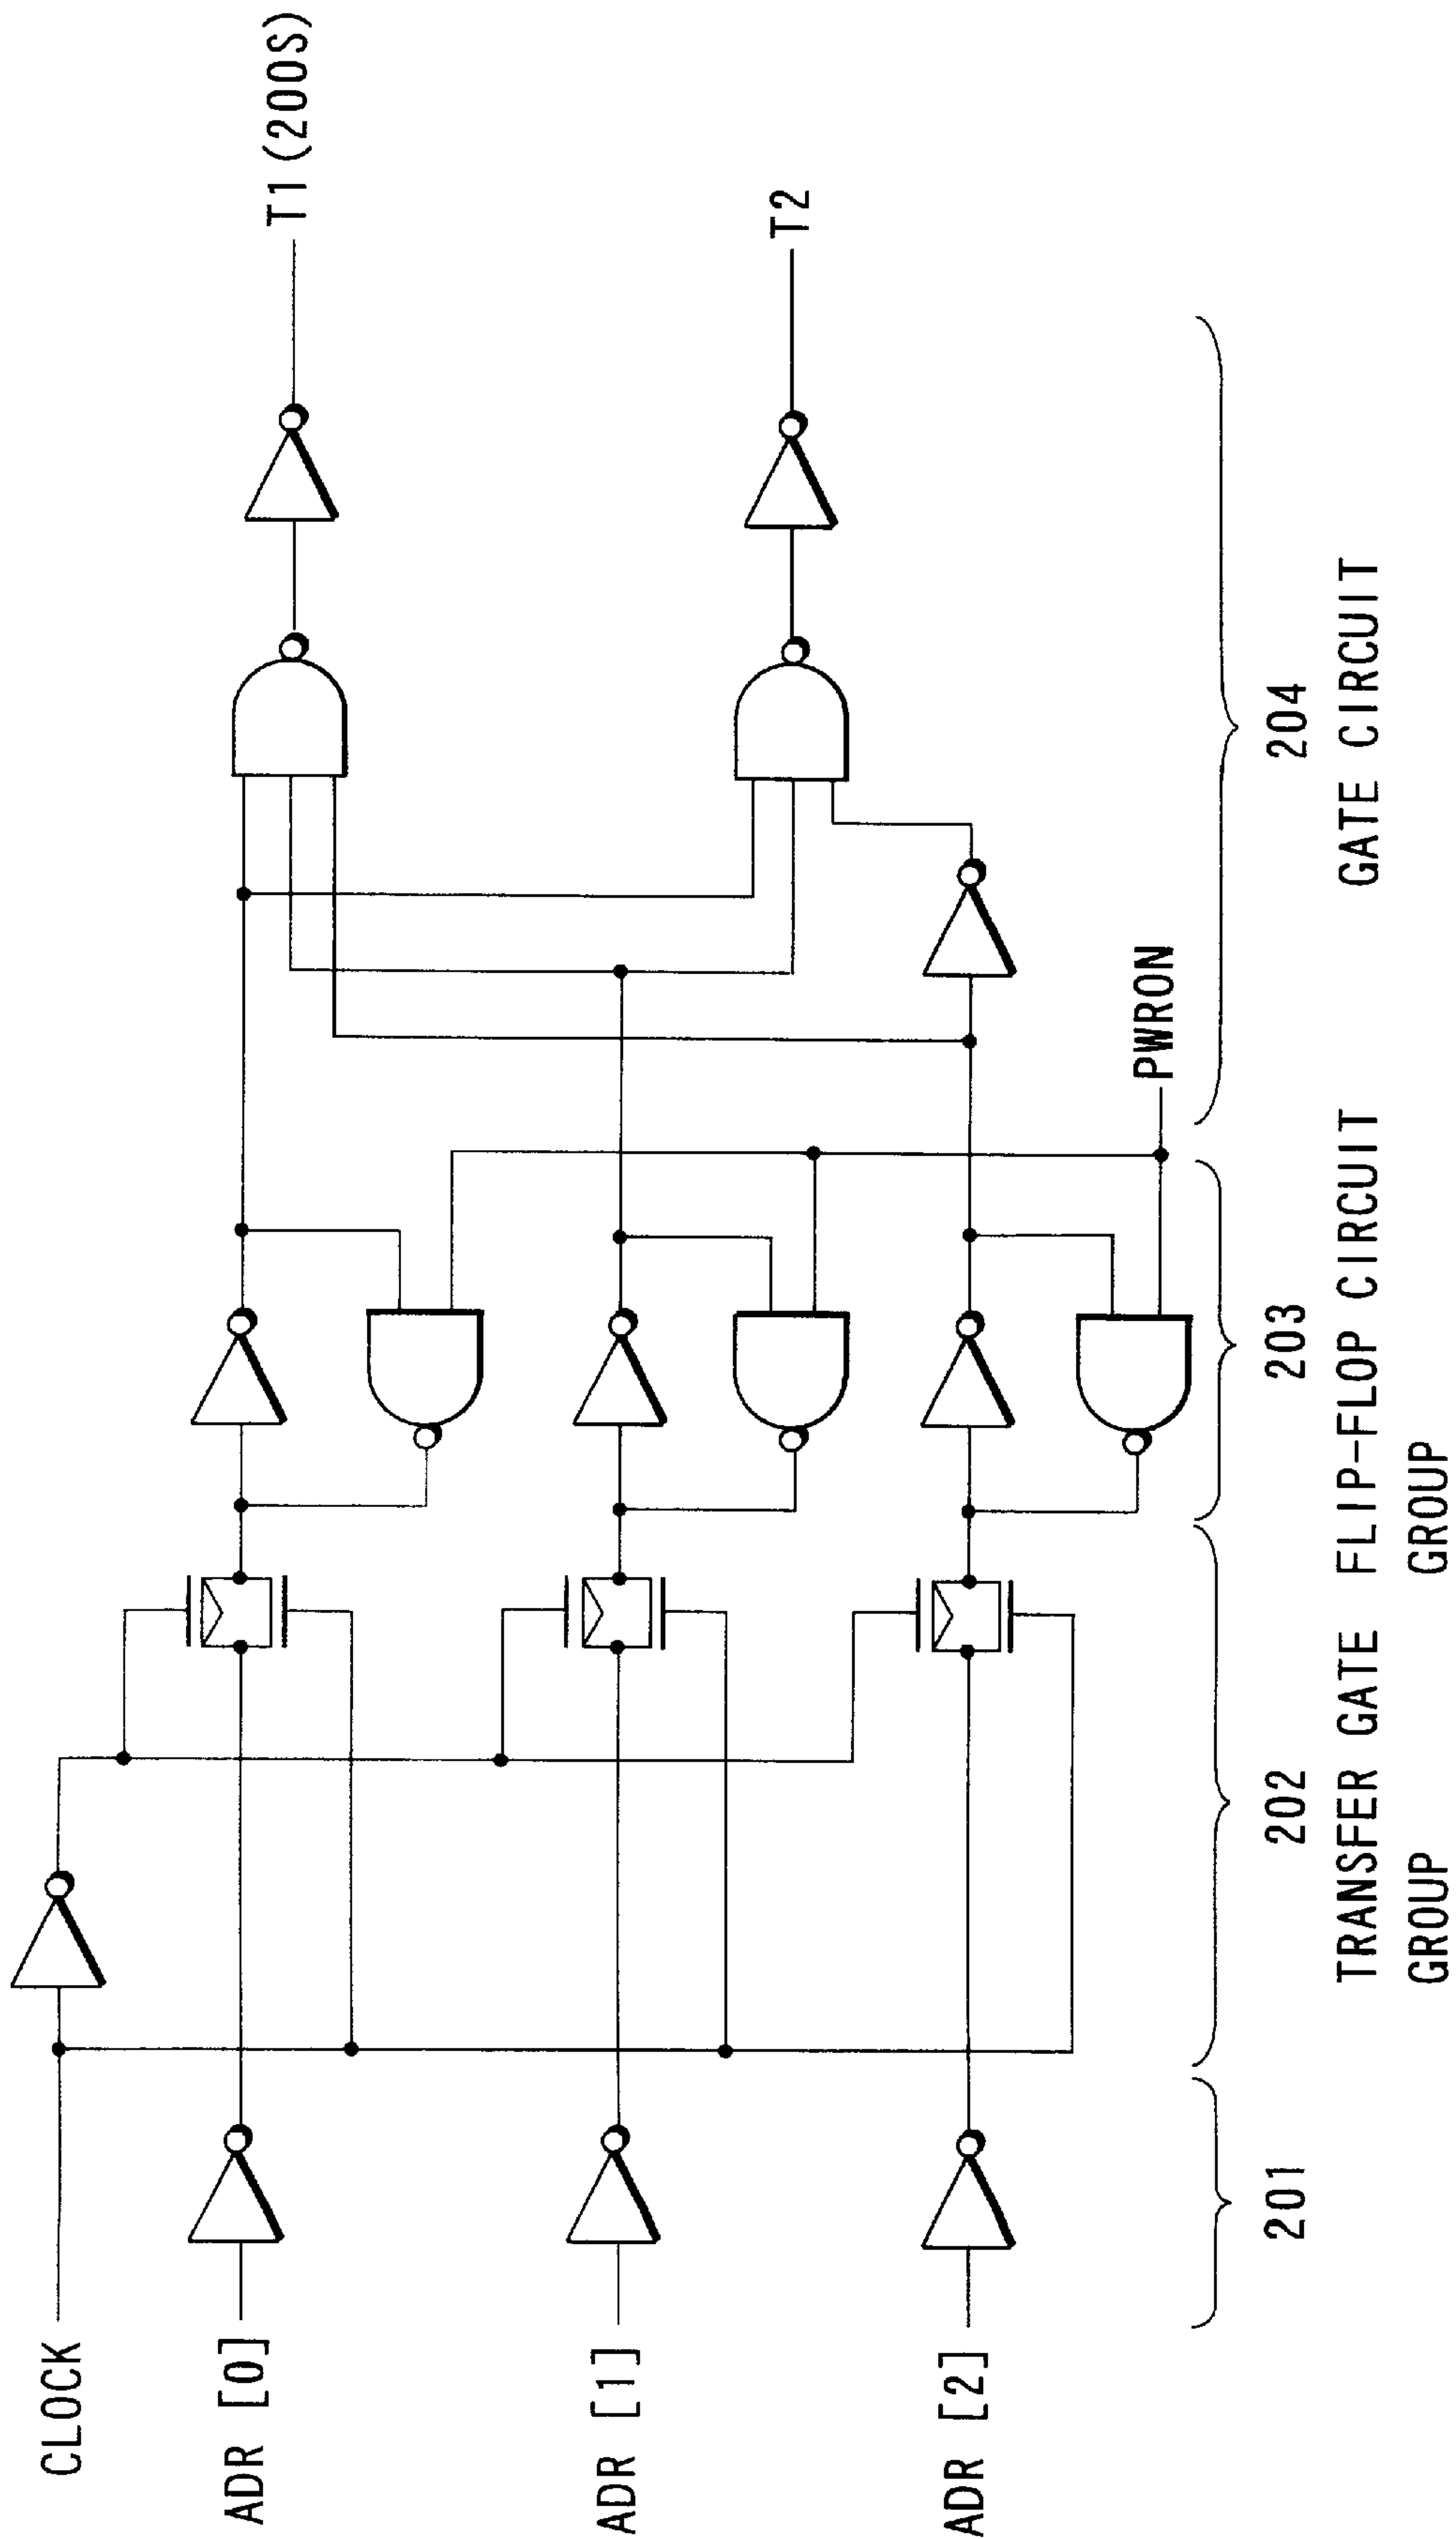 CLOCK
ADR [0]
ADR [1]
ADR [2]
T1 (200S)
T2
PWRON
201
202
TRANSFER GATE
GROUP
203
FLIP-FLOP CIRCUIT
GROUP
204
GATE CIRCUIT